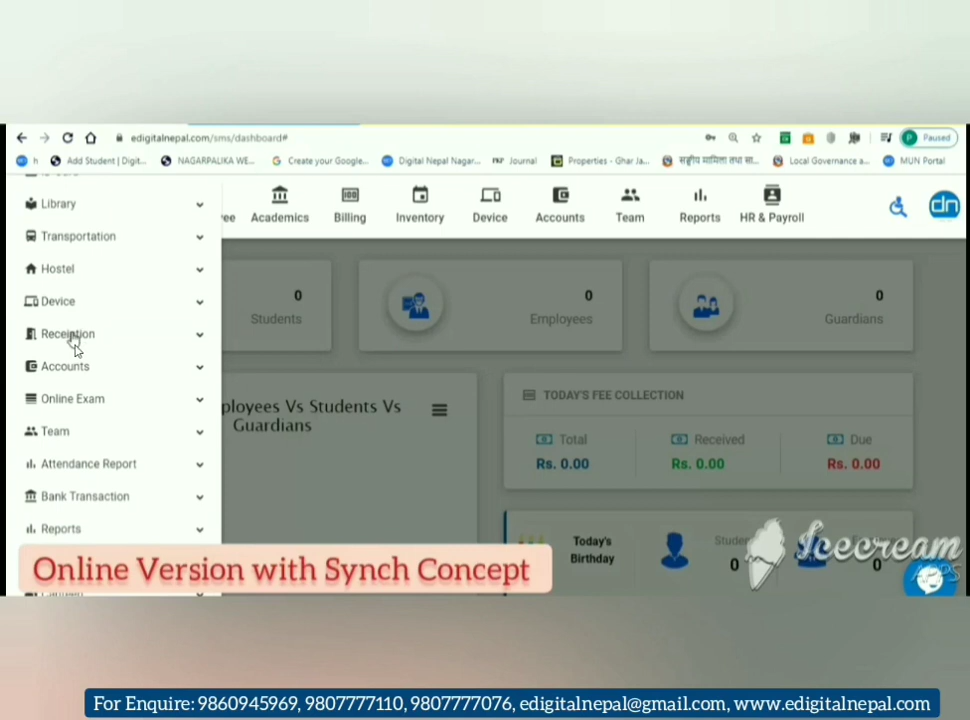 edigitalnepal.com/sms/dashboard#
Paused
h
Add Student | Digit...
NAGARPALIKA WE...
Create your Google...
Digital Nepal Nagar...
Journal
Properties - Ghar Ja...
सङ्घीय मामिला तथा सा...
Local Governance a...
MUN Portal
ee
Academics
Billing
Inventory
Device
Accounts
Team
Reports
HR & Payroll
dn
Library
Transportation
Hostel
Device
Reception
Accounts
Online Exam
Team
Attendance Report
Bank Transaction
Reports
0
Students
0
Employees
0
Guardians
ployees Vs Students Vs
Guardians
TODAY'S FEE COLLECTION
Total
Received
Due
Rs. 0.00
Rs. 0.00
Rs. 0.00
Today's
Birthday
0
0
Icecream
APPS
Online Version with Synch Concept
For Enquire: 9860945969, 9807777110, 9807777076, edigitalnepal@gmail.com, www.edigitalnepal.com